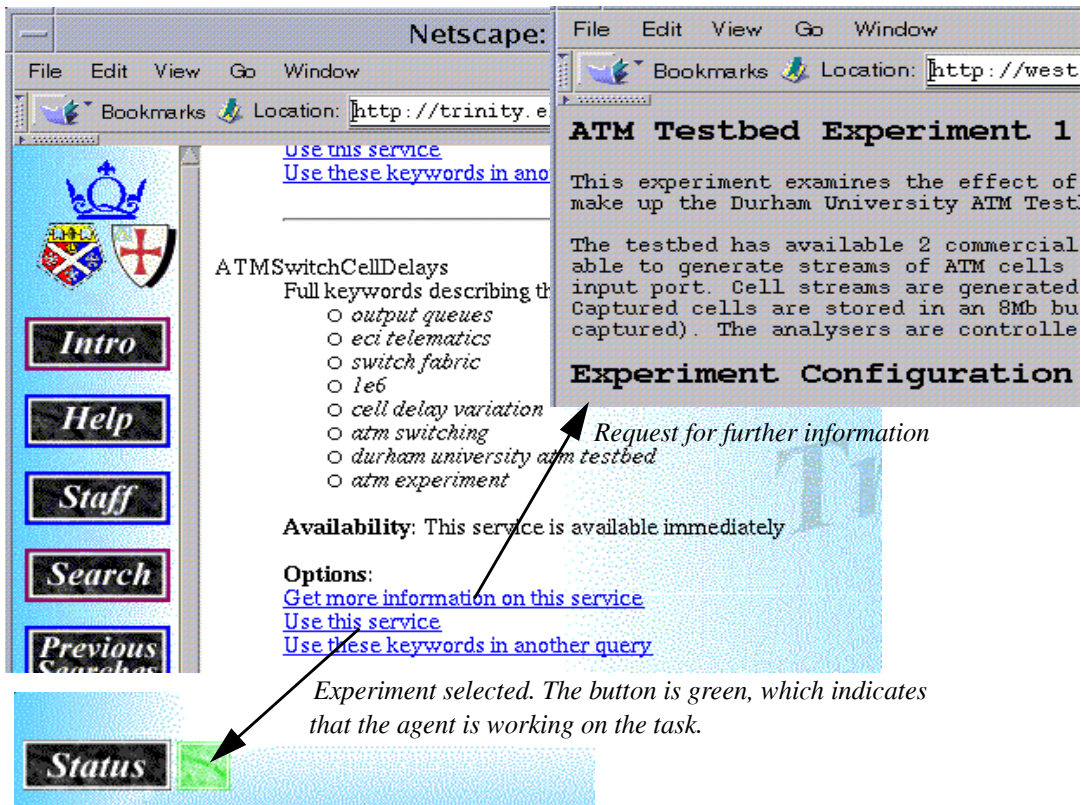 Netscape:
File Edit View Go Window
Bookmarks Location: http://trinity.e
Use this service
Use these keywords in ano
ATMSwitchCellDelays
Full keywords describing th
output queues
eci telematics
switch fabric
1e6
cell delay variation
atm switching
durham university atm testbed
atm experiment
Availability: This service is available immediately
Options:
Get more information on this service
Use this service
Use these keywords in another query
Intro
Help
Staff
Search
Previous
Searches
File Edit View Go Window
Bookmarks Location: http://west
ATM Testbed Experiment 1
This experiment examines the effect of
make up the Durham University ATM Test
The testbed has available 2 commercial
able to generate streams of ATM cells
input port. Cell streams are generated
Captured cells are stored in an 8Mb bu
captured). The analysers are controlle
Experiment Configuration
Request for further information
Experiment selected. The button is green, which indicates
that the agent is working on the task.
Status